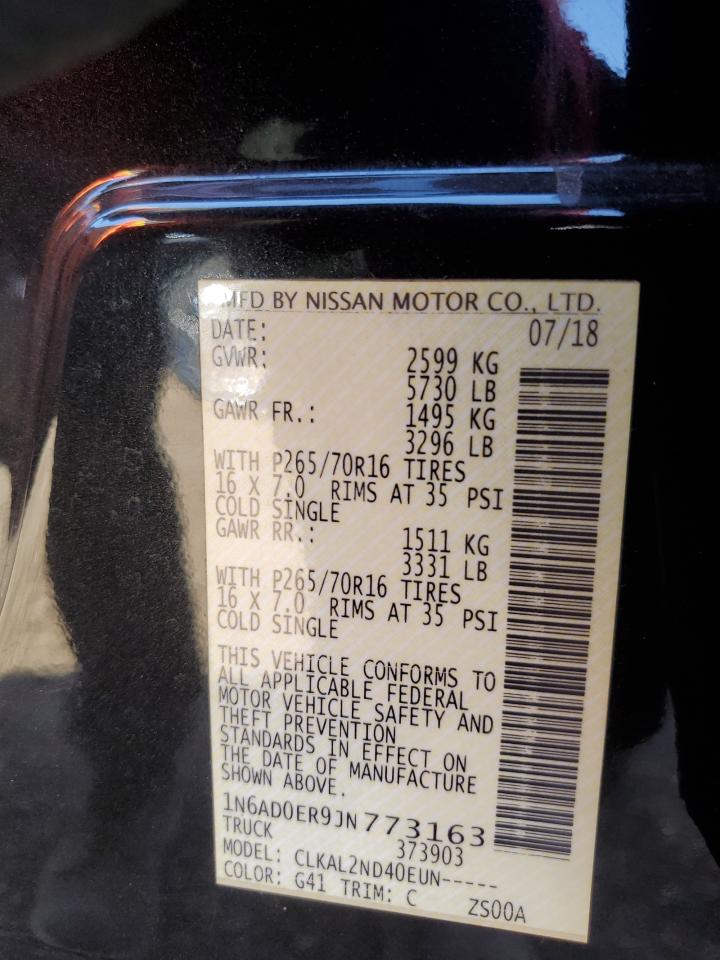 MFD BY NISSAN MOTOR CO., LTD.
DATE: 07/18
GVWR: 2599 KG
5730 LB
GAWR FR.: 1495 KG
3296 LB
WITH P265/70R16 TIRES
16 X 7.0 RIMS AT 35 PSI
COLD SINGLE
GAWR RR.: 1511 KG
3331 LB
WITH P265/70R16 TIRES
16 X 7.0 RIMS AT 35 PSI
COLD SINGLE
THIS VEHICLE CONFORMS TO
ALL APPLICABLE FEDERAL
MOTOR VEHICLE SAFETY AND
THEFT PREVENTION
STANDARDS IN EFFECT ON
THE DATE OF MANUFACTURE
SHOWN ABOVE.
1N6AD0ER9JN773163
TRUCK 373903
MODEL: CLKAL2ND40EUN-----
COLOR: G41 TRIM: C ZS00A